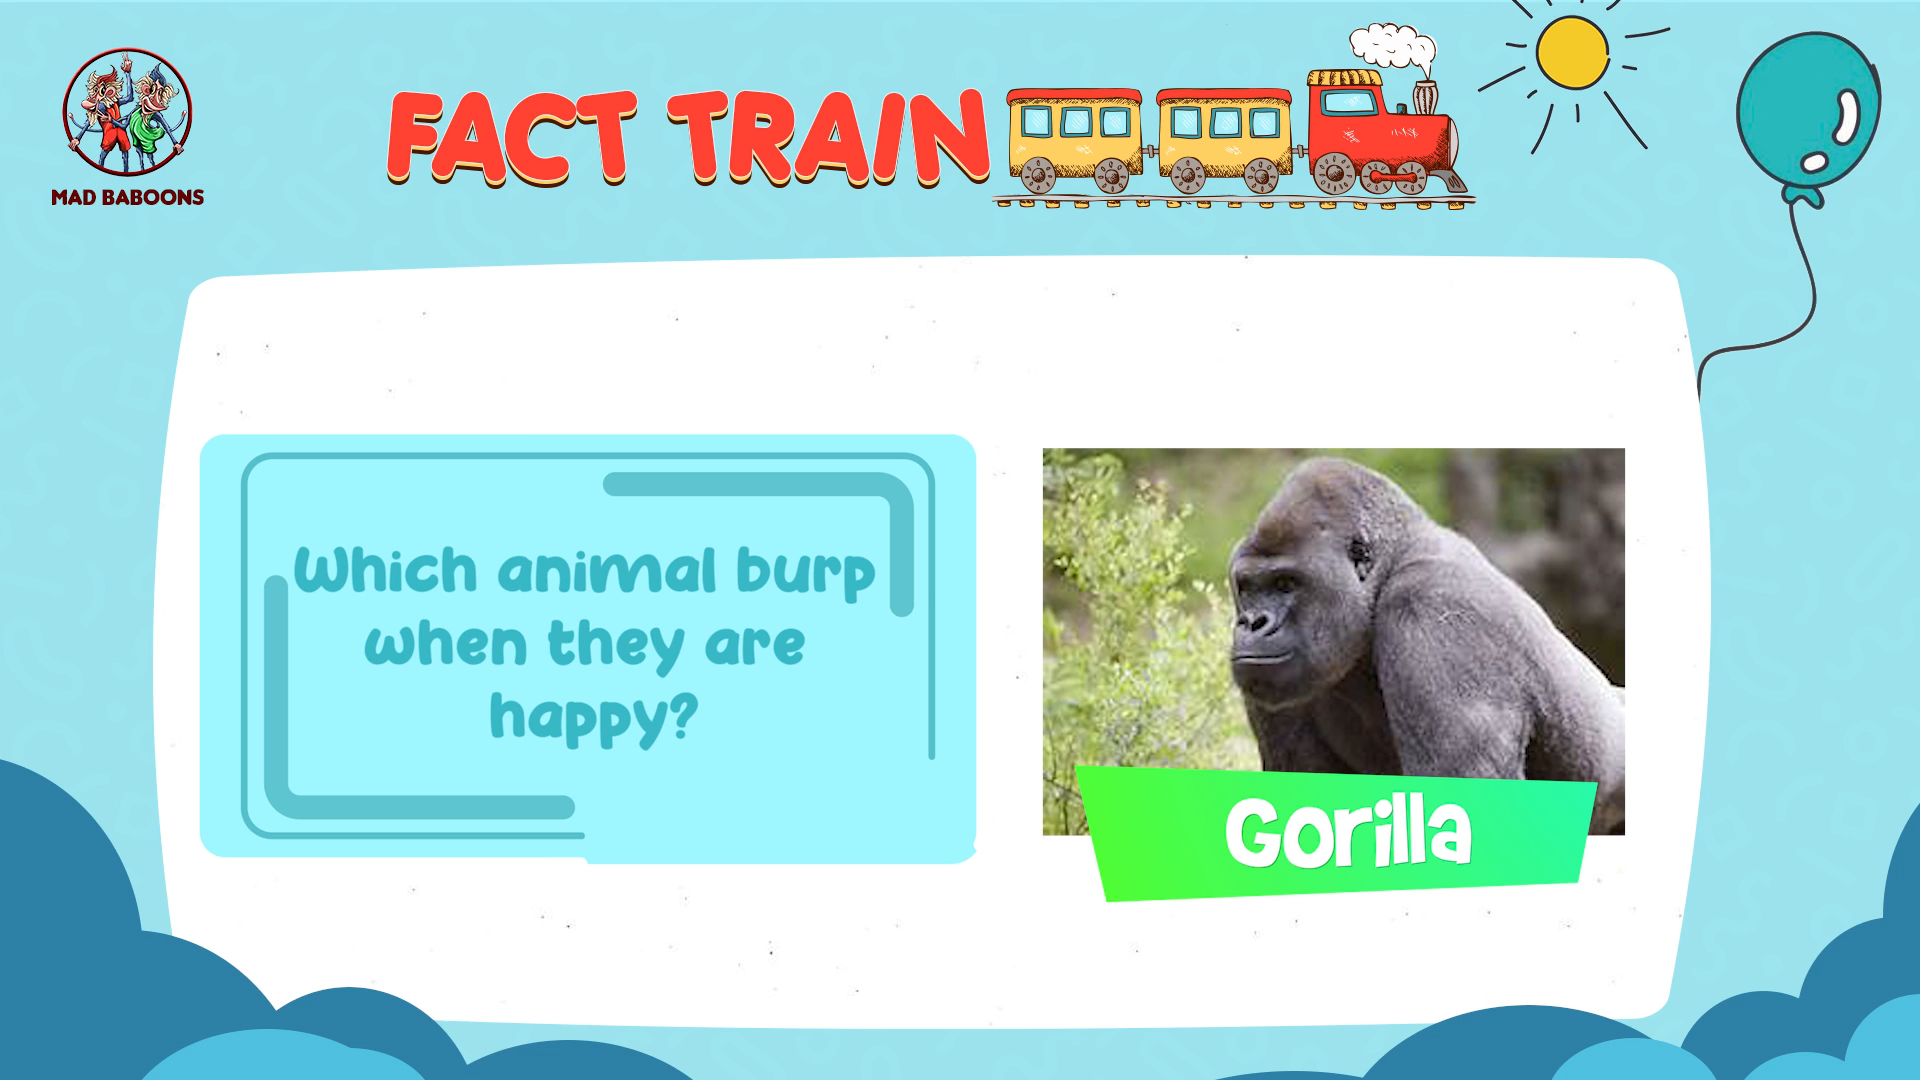 FACT TRAIN
MAD BABOONS
Which animal burp
when they are
happy?
Gorilla